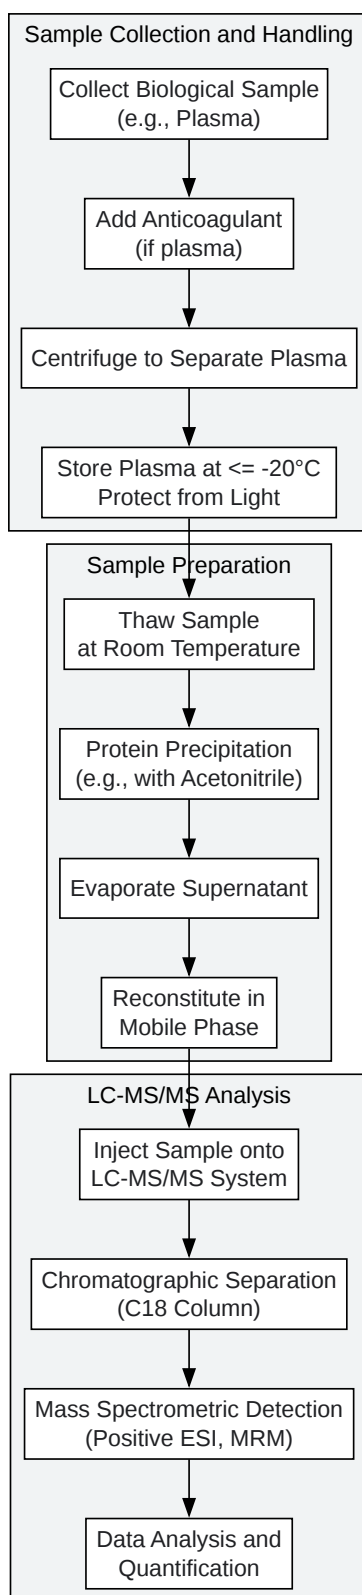 Sample Collection and Handling
Collect Biological Sample
(e.g., Plasma)
Add Anticoagulant
(if plasma)
Centrifuge to Separate Plasma
Store Plasma at <= -20°C
Protect from Light
Sample Preparation
Thaw Sample
at Room Temperature
Protein Precipitation
(e.g., with Acetonitrile)
Evaporate Supernatant
Reconstitute in
Mobile Phase
LC-MS/MS Analysis
Inject Sample onto
LC-MS/MS System
Chromatographic Separation
(C18 Column)
Mass Spectrometric Detection
(Positive ESI, MRM)
Data Analysis and
Quantification